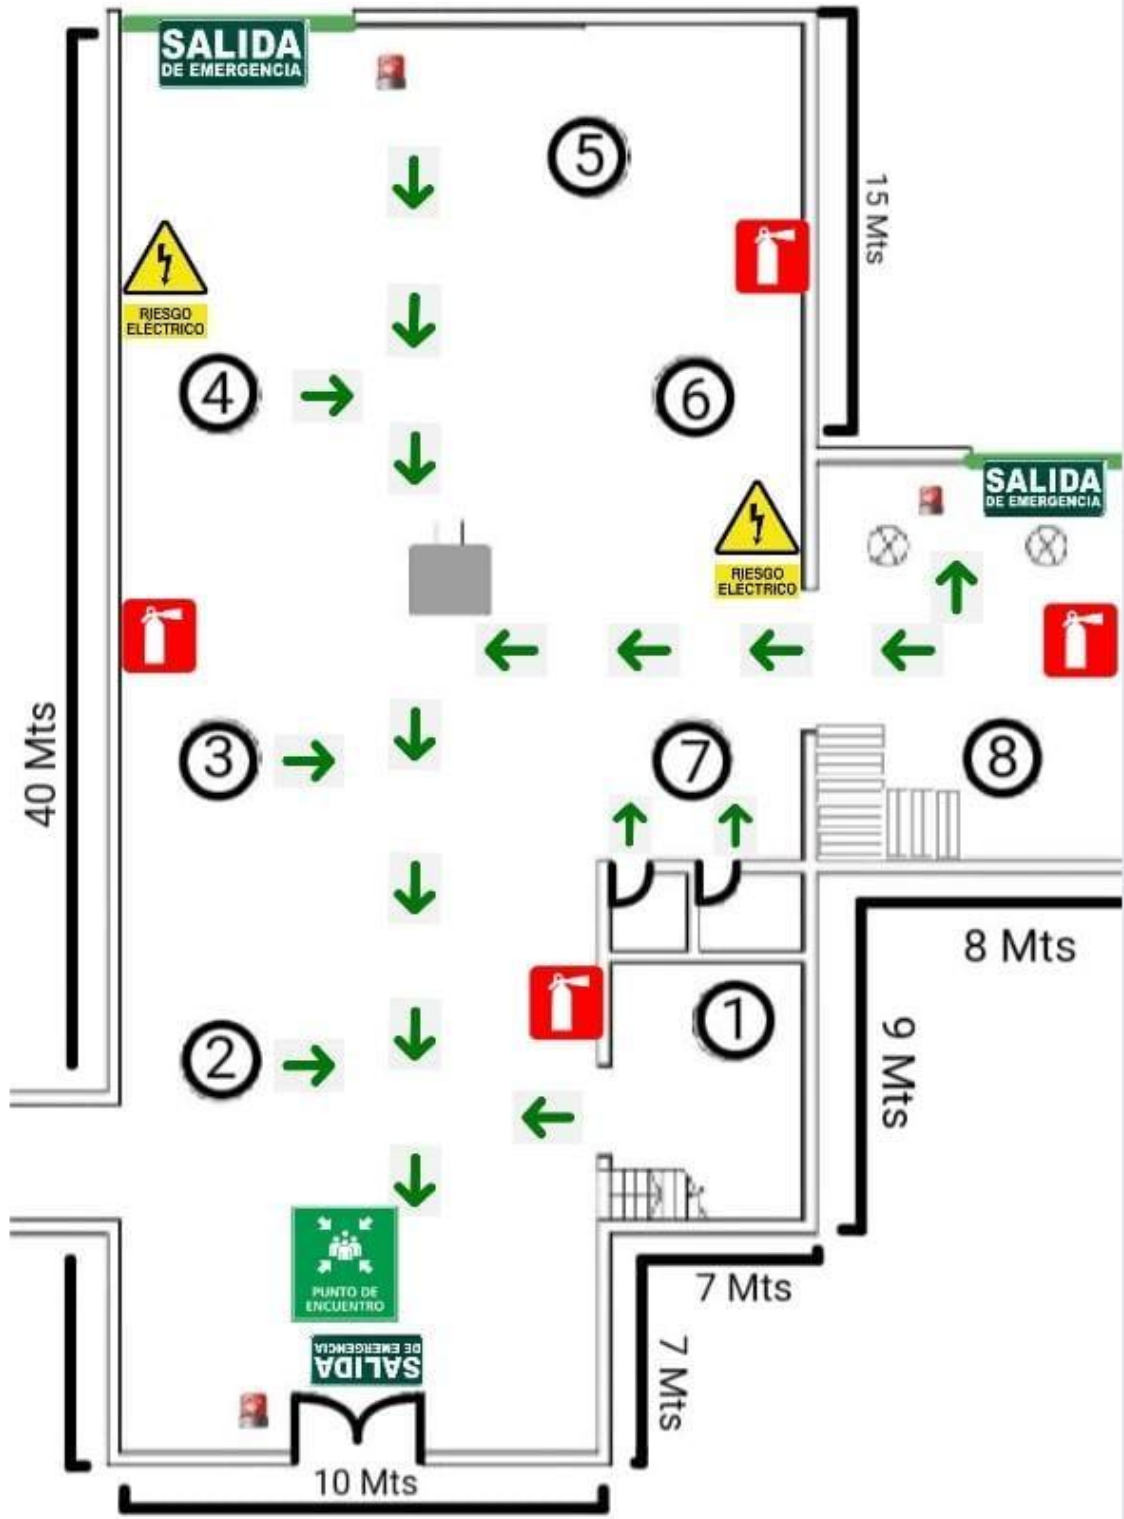 SALIDA
DE EMERGENCIA
5
15 Mts
RIESGO
ELÉCTRICO
4
6
SALIDA
DE EMERGENCIA
RIESGO
ELÉCTRICO
40 Mts
3
7
8
8 Mts
1
2
9 Mts
PUNTO DE
ENCUENTRO
7 Mts
SALIDA
DE EMERGENCIA
7 Mts
10 Mts